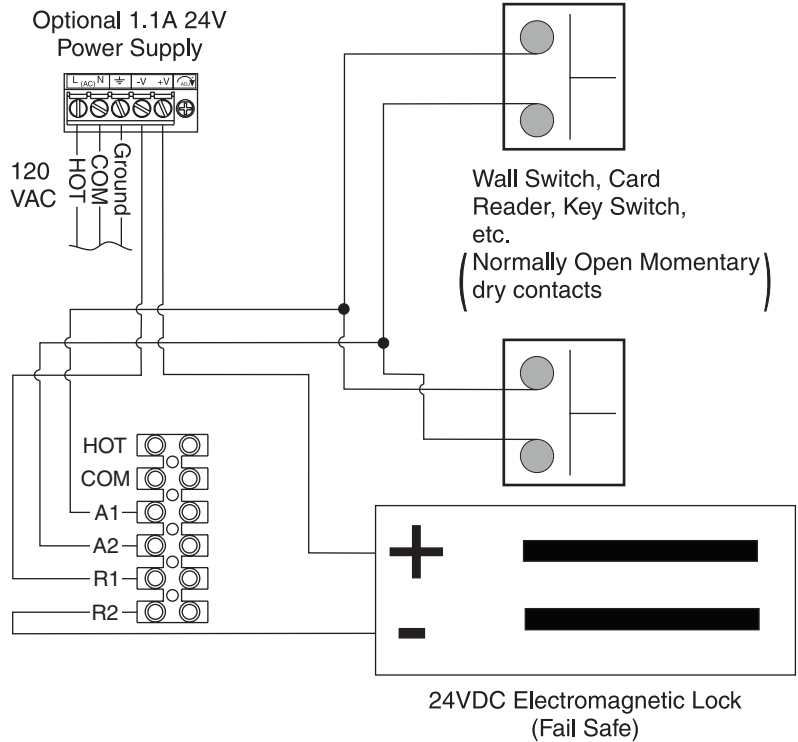 Optional 1.1A 24V
Power Supply
L (AC) N -V +V ADJ
120
VAC
HOT
COM
Ground
Wall Switch, Card
Reader, Key Switch,
etc.
(Normally Open Momentary
dry contacts)
HOT
COM
A1
A2
R1
R2
+
-
24VDC Electromagnetic Lock
(Fail Safe)